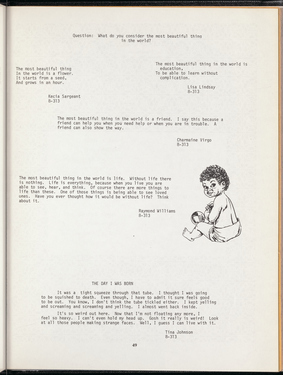 Question: What do you consider the most beautiful thing
in the world?
The most beautiful thing
in the world is a flower.
It starts from a seed,
And grows in an hour.
Kecia Sargeant
8-313
The most beautiful thing in the world is
education,
To be able to learn without
complication.
Lisa Lindsay
8-313
The most beautiful thing in the world is a friend. I say this because a
friend can help you when you need help or when you are in trouble. A
friend can also show the way.
Charmaine Virgo
8-313
The most beautiful thing in the world is life. Without life there
is nothing. Life is everything, because when you live you are
able to see, hear, and think. Of course there are more things to
life than these. One of those things is being able to see loved
ones. Have you ever thought how it would be without life? Think
about it.
Raymond Williams
8-313
THE DAY I WAS BORN
It was a tight squeeze through that tube. I thought I was going
to be squished to death. Even though, I have to admit it sure feels good
to be out. You know, I don't think the tube tickled either. I kept yelling
and screaming and screaming and yelling. I almost went back inside.
It's so weird out here. Now that I'm not floating any more, I
feel so heavy. I can't even hold my head up. Gosh it really is weird! Look
at all those people making strange faces. Well, I guess I can live with it.
Tina Johnson
8-313
49